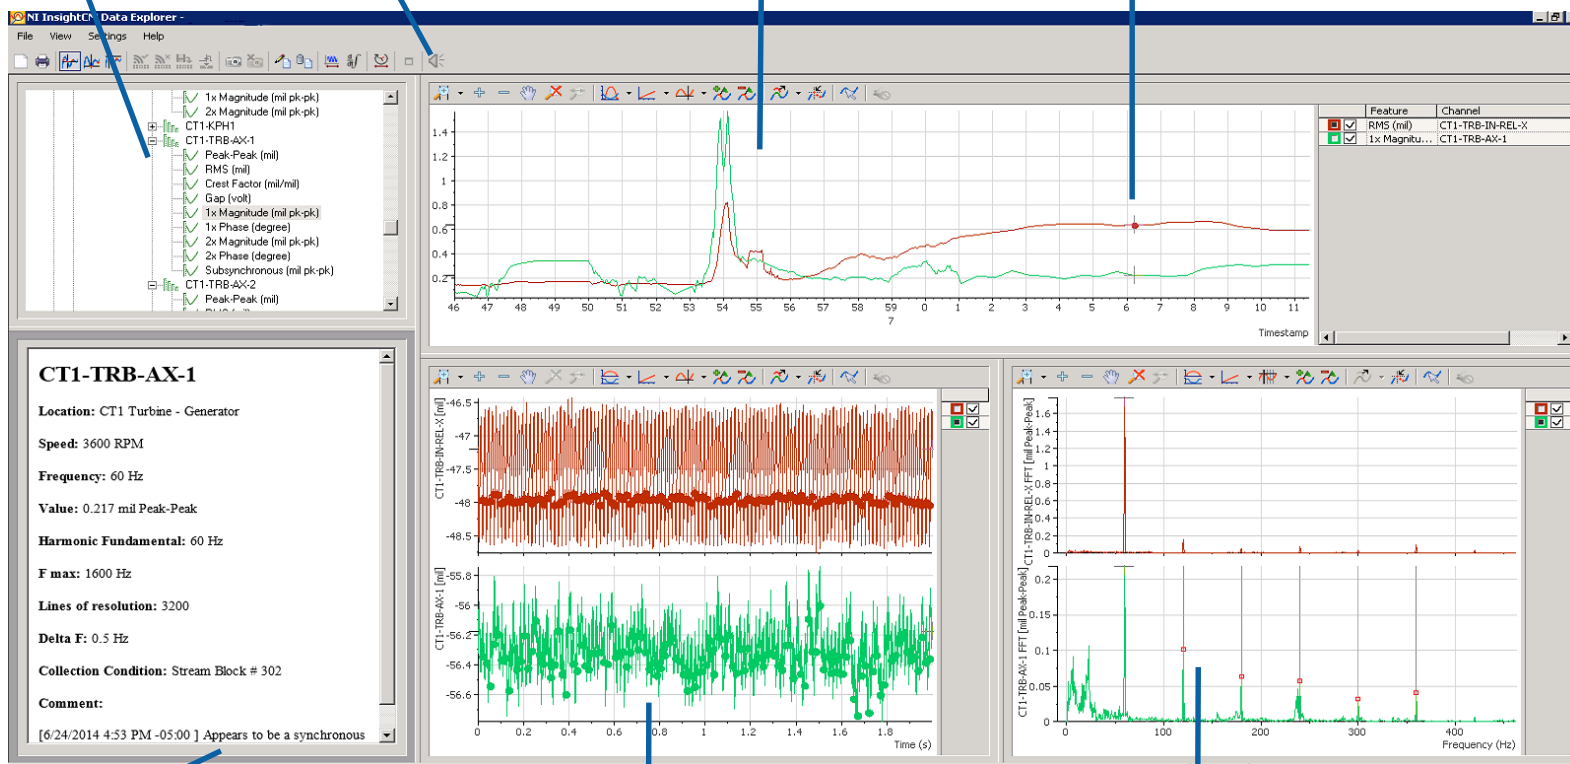 NI InsightCM Data Explorer -
File View Settings Help
1x Magnitude (mil pk-pk)
2x Magnitude (mil pk-pk)
CT1-KPH1
CT1-TRB-AX-1
Peak-Peak (mil)
RMS (mil)
Crest Factor (mil/mil)
Gap (volt)
1x Magnitude (mil pk-pk)
1x Phase (degree)
2x Magnitude (mil pk-pk)
2x Phase (degree)
Subsynchronous (mil pk-pk)
CT1-TRB-AX-2
Peak-Peak (mil)
1.4
1.2
1
0.8
0.6
0.4
0.2
46 47 48 49 50 51 52 53 54 55 56 57 58 59 0 1 2 3 4 5 6 7 8 9 10 11
7
Timestamp
Feature Channel
RMS (mil) CT1-TRB-IN-REL-X
1x Magnitu... CT1-TRB-AX-1
CT1-TRB-AX-1
Location: CT1 Turbine - Generator
Speed: 3600 RPM
Frequency: 60 Hz
Value: 0.217 mil Peak-Peak
Harmonic Fundamental: 60 Hz
F max: 1600 Hz
Lines of resolution: 3200
Delta F: 0.5 Hz
Collection Condition: Stream Block # 302
Comment:
[6/24/2014 4:53 PM -05:00 ] Appears to be a synchronous
CT1-TRB-IN-REL-X [mil]
-46.5
-47
-47.5
-48
-48.5
CT1-TRB-AX-1 [mil]
-55.8
-56
-56.2
-56.4
-56.6
0 0.2 0.4 0.6 0.8 1 1.2 1.4 1.6 1.8
Time (s)
CT1-TRB-IN-REL-X FFT [mil Peak-Peak]
1.6
1.4
1.2
1
0.8
0.6
0.4
0.2
0
CT1-TRB-AX-1 FFT [mil Peak-Peak]
0.2
0.15
0.1
0.05
0
0 100 200 300 400
Frequency (Hz)